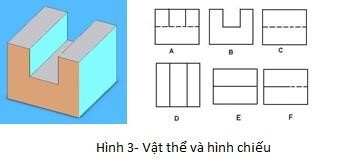 A B C
D E F
Hình 3- Vật thể và hình chiếu